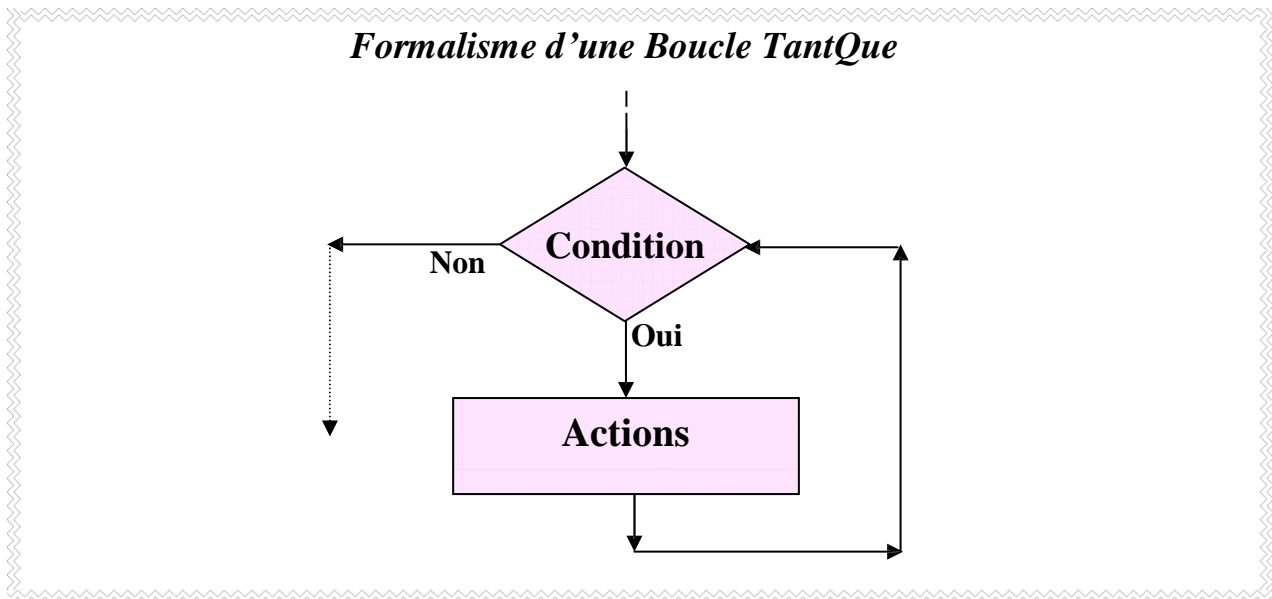 Formalisme d’une Boucle TantQue
Condition
Non
Oui
Actions